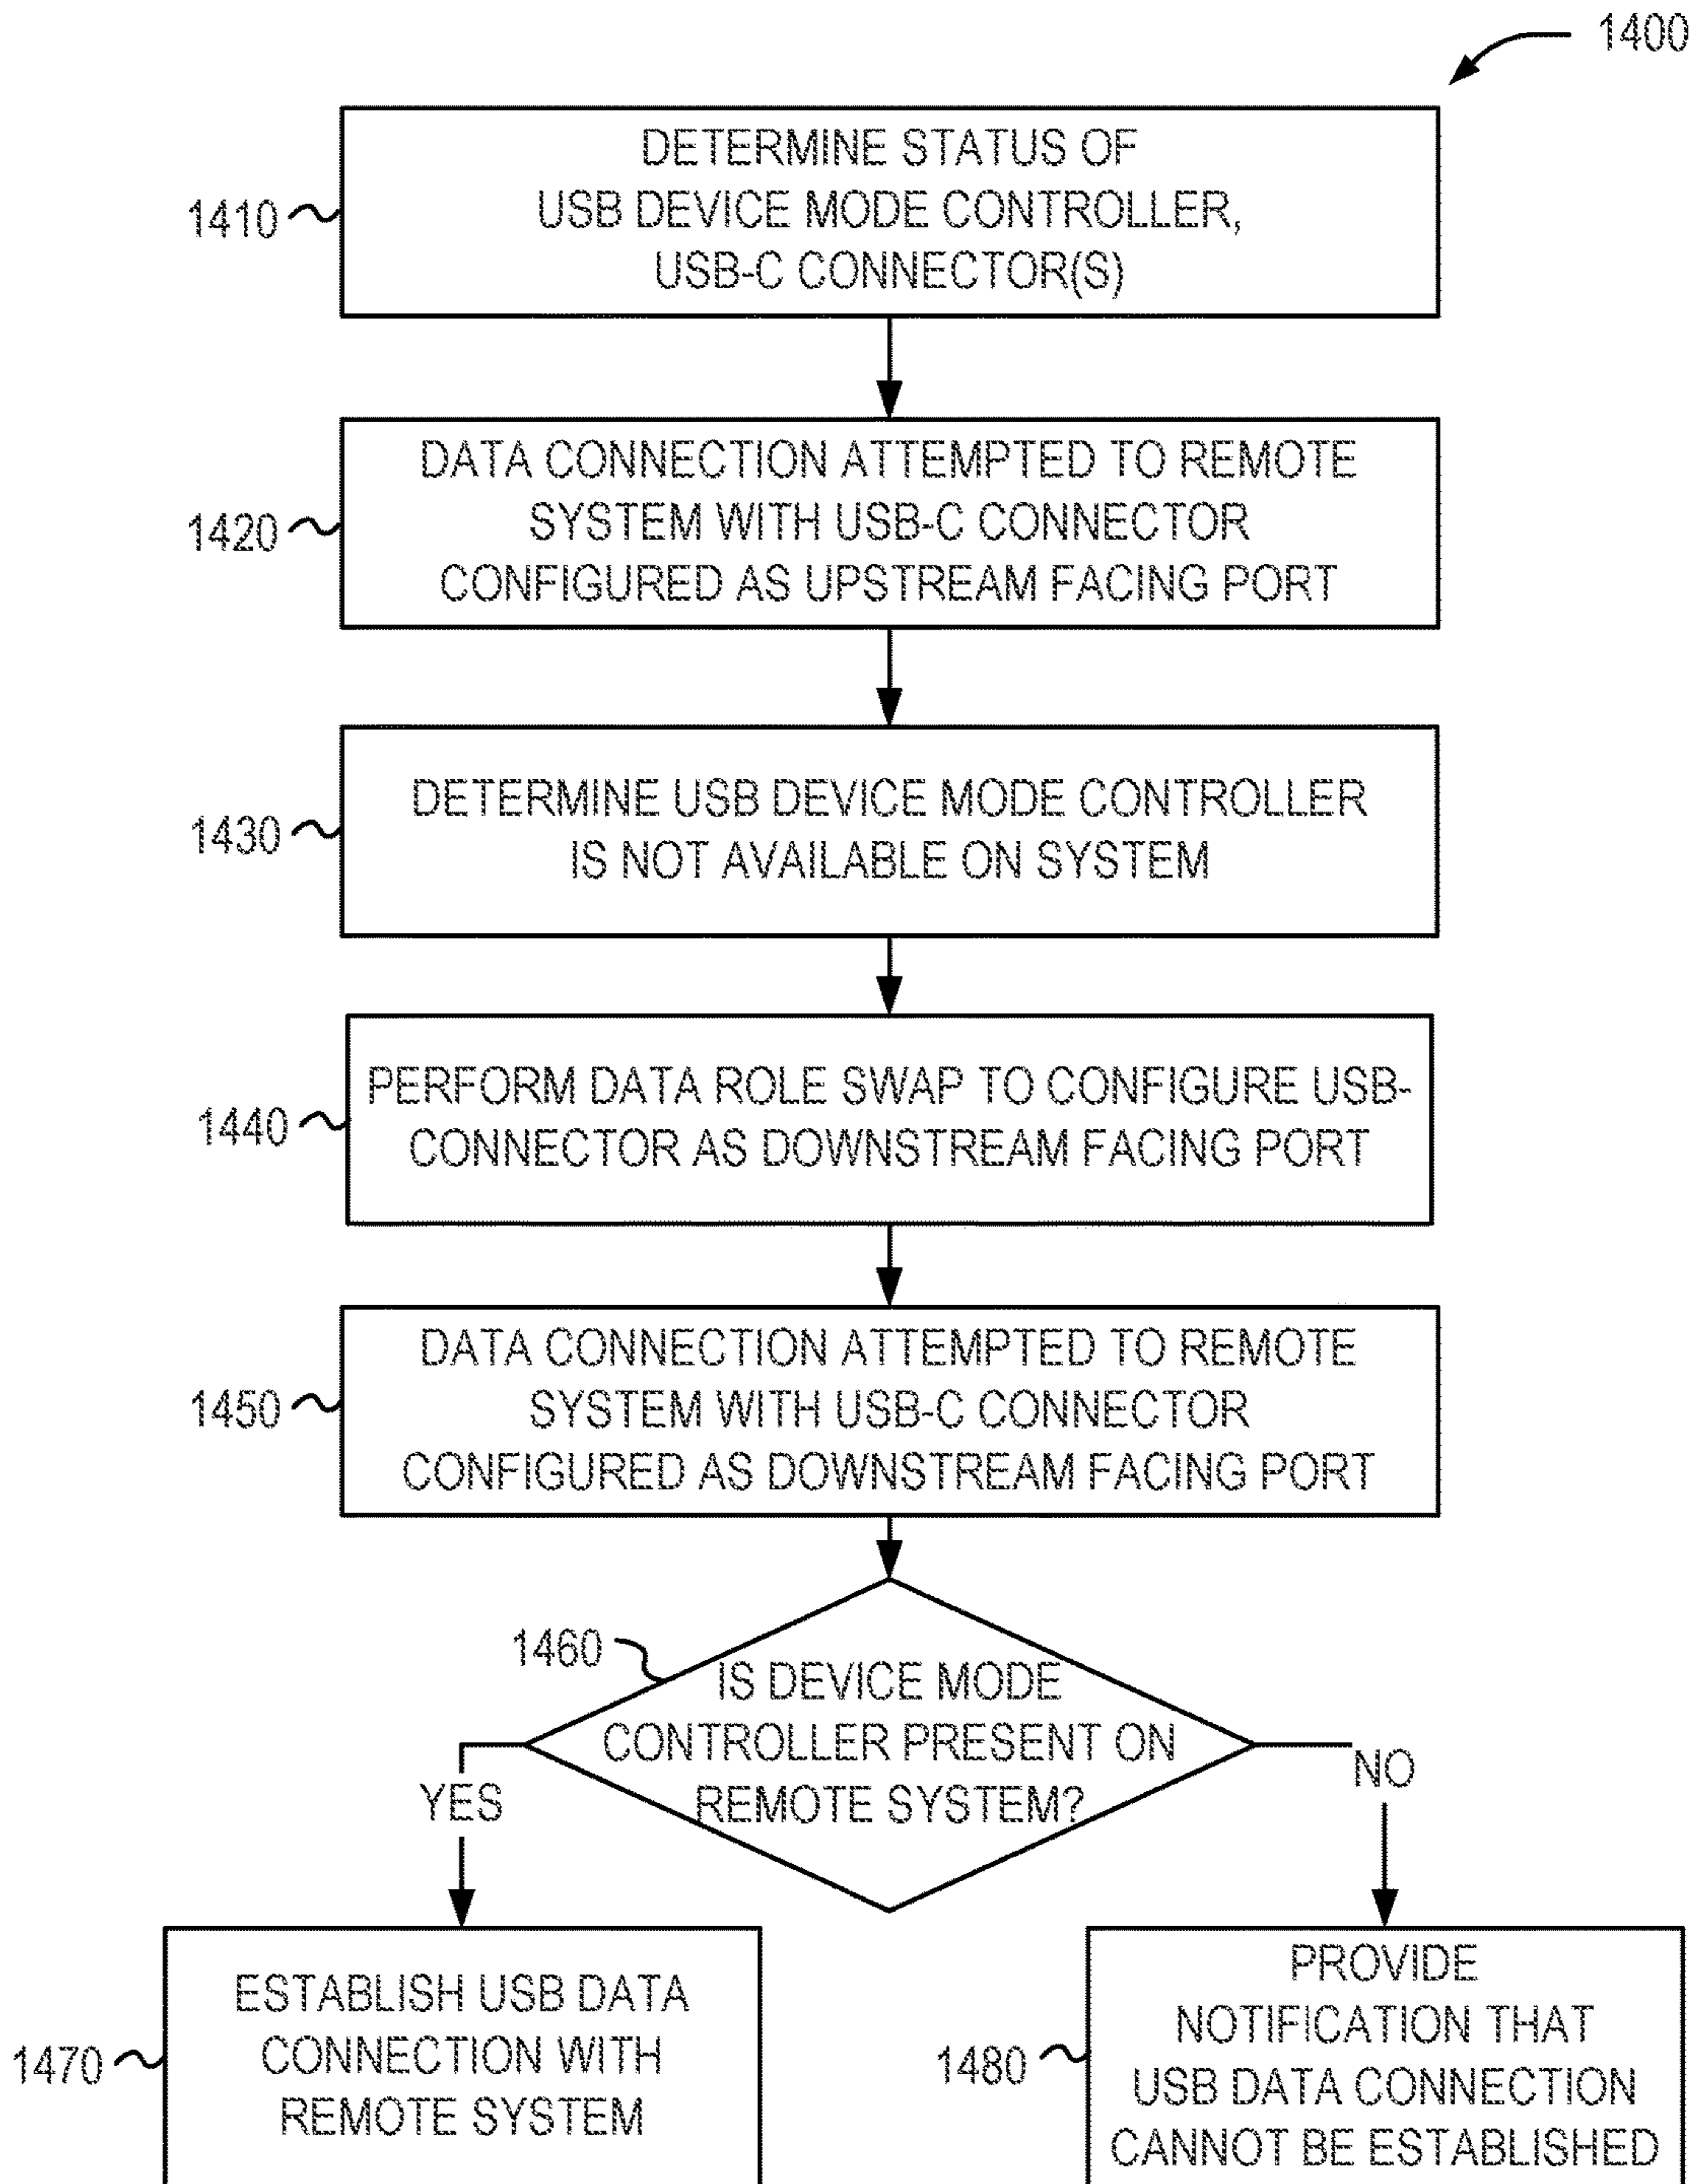 1400
DETERMINE STATUS OF
USB DEVICE MODE CONTROLLER,
USB-C CONNECTOR(S)
1410
DATA CONNECTION ATTEMPTED TO REMOTE
SYSTEM WITH USB-C CONNECTOR
CONFIGURED AS UPSTREAM FACING PORT
1420
DETERMINE USB DEVICE MODE CONTROLLER
IS NOT AVAILABLE ON SYSTEM
1430
PERFORM DATA ROLE SWAP TO CONFIGURE USB-
CONNECTOR AS DOWNSTREAM FACING PORT
1440
DATA CONNECTION ATTEMPTED TO REMOTE
SYSTEM WITH USB-C CONNECTOR
CONFIGURED AS DOWNSTREAM FACING PORT
1450
1460
IS DEVICE MODE
CONTROLLER PRESENT ON
REMOTE SYSTEM?
YES
NO
ESTABLISH USB DATA
CONNECTION WITH
REMOTE SYSTEM
1470
PROVIDE
NOTIFICATION THAT
USB DATA CONNECTION
CANNOT BE ESTABLISHED
1480